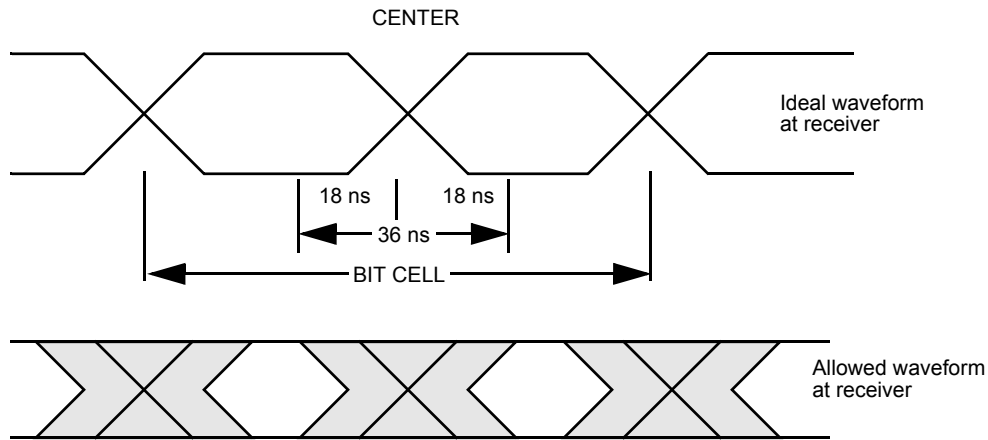 CENTER
Ideal waveform
at receiver
18 ns
18 ns
36 ns
BIT CELL
Allowed waveform
at receiver